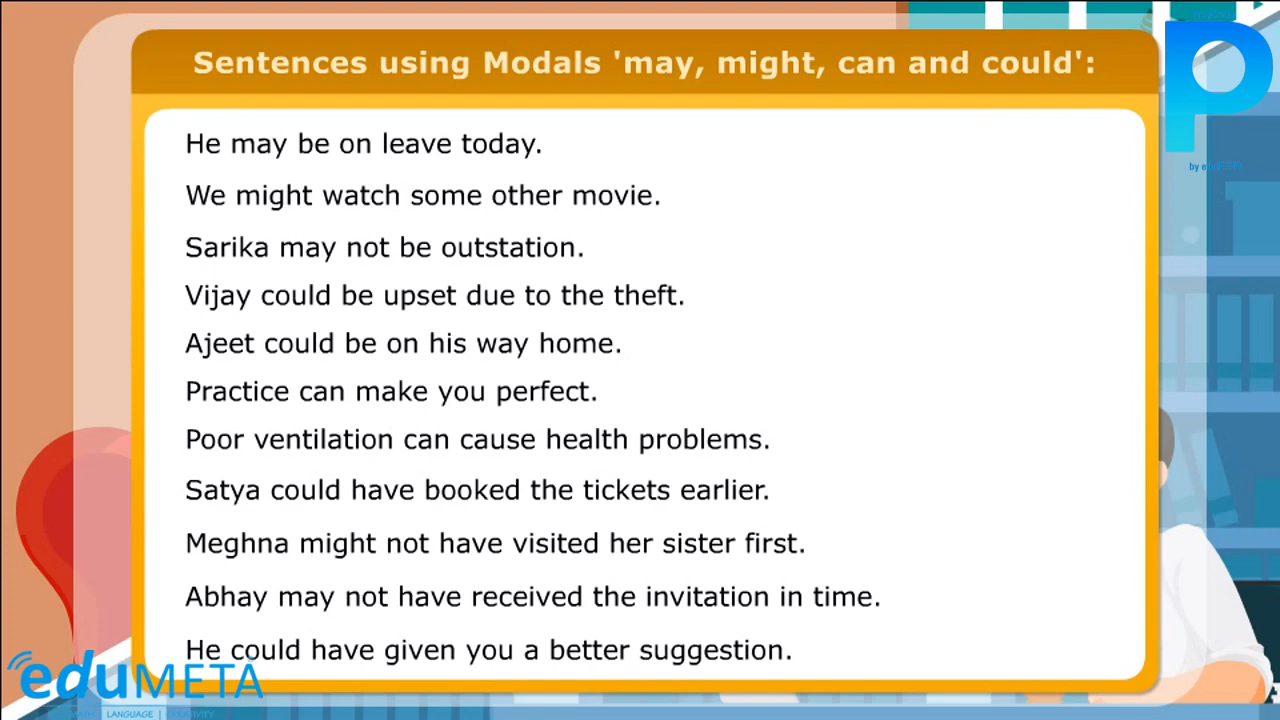 Sentences using Modals 'may, might, can and could':
He may be on leave today.
We might watch some other movie.
Sarika may not be outstation.
Vijay could be upset due to the theft.
Ajeet could be on his way home.
Practice can make you perfect.
Poor ventilation can cause health problems.
Satya could have booked the tickets earlier.
Meghna might not have visited her sister first.
Abhay may not have received the invitation in time.
He could have given you a better suggestion.
P
by
eduMETA
LANGUAGE |